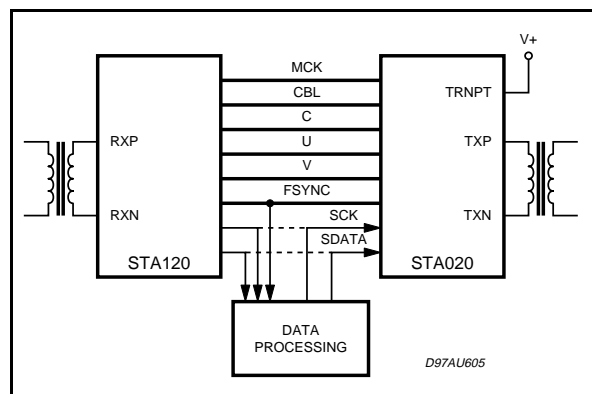 V+
MCK
CBL
TRNPT
C
RXP
U
TXP
V
FSYNC
RXN
SCK
TXN
SDATA
STA120
STA020
DATA
PROCESSING
D97AU605